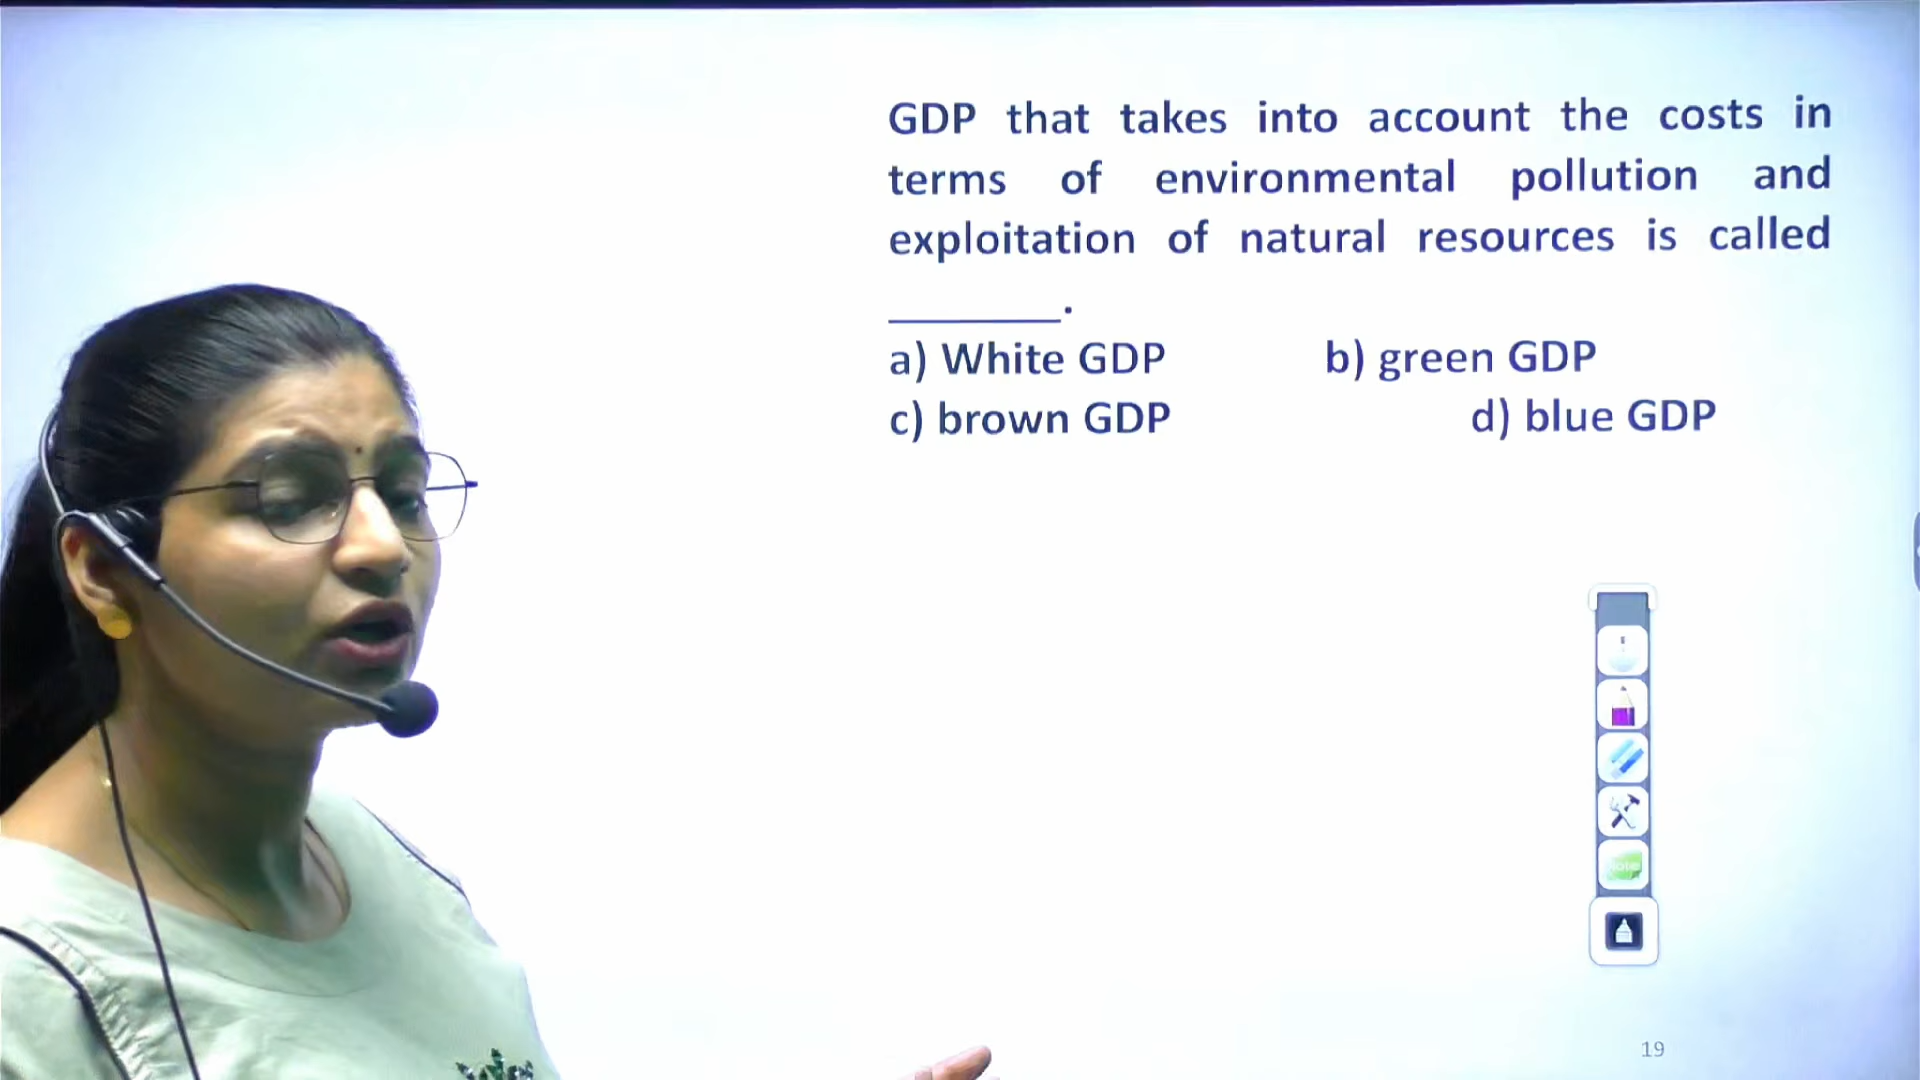 GDP that takes into account the costs in
terms of environmental pollution and
exploitation of natural resources is called
________.
a) White GDP b) green GDP
c) brown GDP d) blue GDP
19